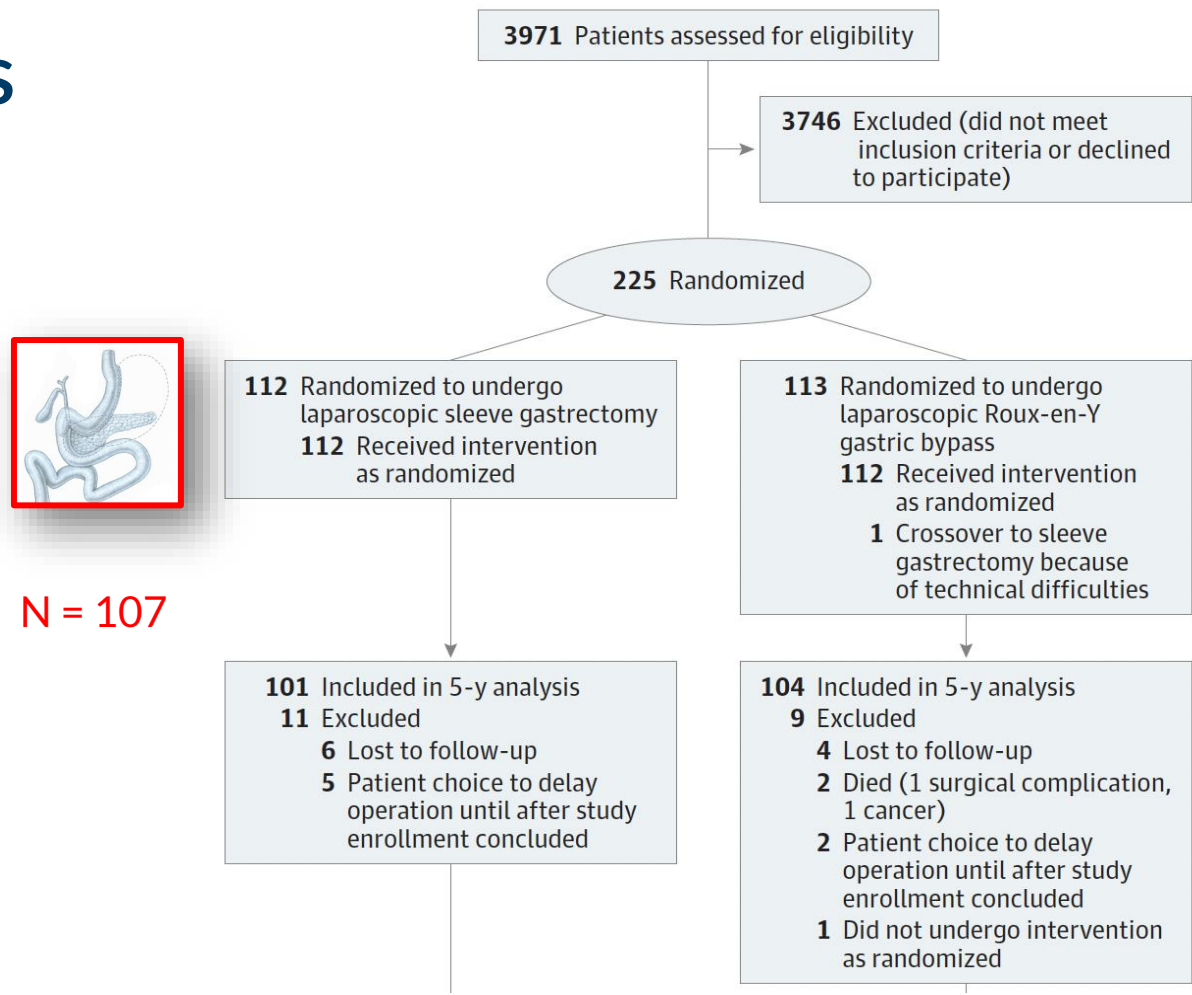 s
3971 Patients assessed for eligibility
3746 Excluded (did not meet
inclusion criteria or declined
to participate)
225 Randomized
112 Randomized to undergo
laparoscopic sleeve gastrectomy
112 Received intervention
as randomized
113 Randomized to undergo
laparoscopic Roux-en-Y
gastric bypass
112 Received intervention
as randomized
1 Crossover to sleeve
gastrectomy because
of technical difficulties
N = 107
101 Included in 5-y analysis
11 Excluded
6 Lost to follow-up
5 Patient choice to delay
operation until after study
enrollment concluded
104 Included in 5-y analysis
9 Excluded
4 Lost to follow-up
2 Died (1 surgical complication,
1 cancer)
2 Patient choice to delay
operation until after study
enrollment concluded
1 Did not undergo intervention
as randomized